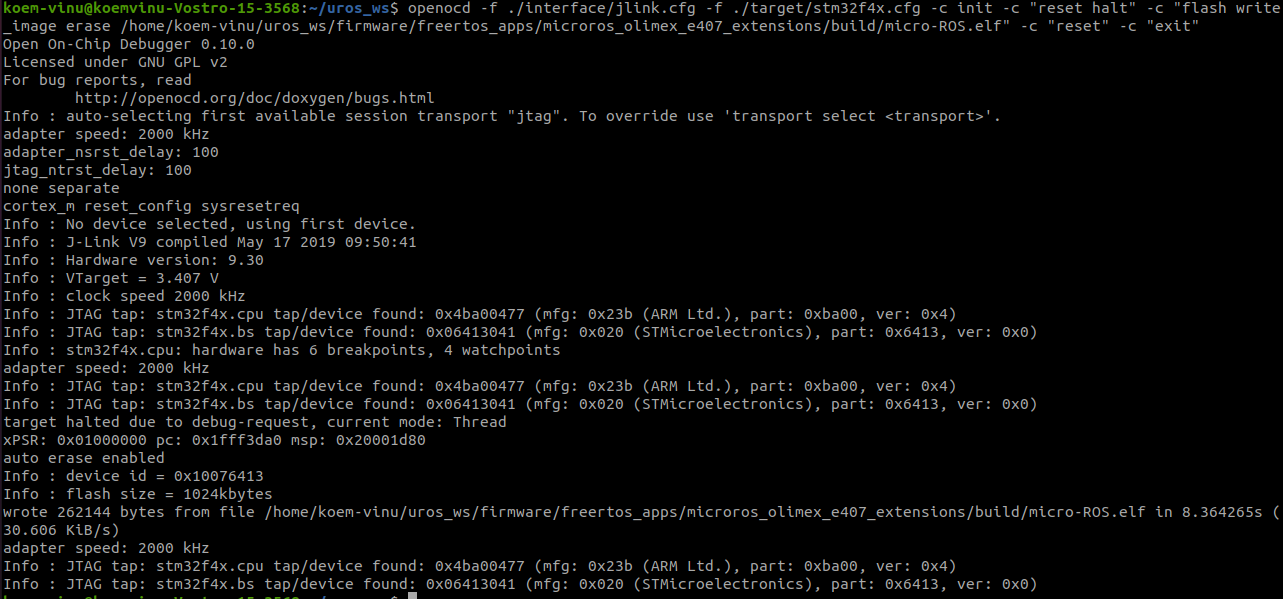 koem-vinu@koemvinu-Vostro-15-3568:~/uros_ws$ openocd -f ./interface/jlink.cfg -f ./target/stm32f4x.cfg -c init -c "reset halt" -c "flash write
_image erase /home/koem-vinu/uros_ws/firmware/freertos_apps/microros_olimex_e407_extensions/build/micro-ROS.elf" -c "reset" -c "exit"
Open On-Chip Debugger 0.10.0
Licensed under GNU GPL v2
For bug reports, read
        http://openocd.org/doc/doxygen/bugs.html
Info : auto-selecting first available session transport "jtag". To override use 'transport select <transport>'.
adapter speed: 2000 kHz
adapter_nsrst_delay: 100
jtag_ntrst_delay: 100
none separate
cortex_m reset_config sysresetreq
Info : No device selected, using first device.
Info : J-Link V9 compiled May 17 2019 09:50:41
Info : Hardware version: 9.30
Info : VTarget = 3.407 V
Info : clock speed 2000 kHz
Info : JTAG tap: stm32f4x.cpu tap/device found: 0x4ba00477 (mfg: 0x23b (ARM Ltd.), part: 0xba00, ver: 0x4)
Info : JTAG tap: stm32f4x.bs tap/device found: 0x06413041 (mfg: 0x020 (STMicroelectronics), part: 0x6413, ver: 0x0)
Info : stm32f4x.cpu: hardware has 6 breakpoints, 4 watchpoints
adapter speed: 2000 kHz
Info : JTAG tap: stm32f4x.cpu tap/device found: 0x4ba00477 (mfg: 0x23b (ARM Ltd.), part: 0xba00, ver: 0x4)
Info : JTAG tap: stm32f4x.bs tap/device found: 0x06413041 (mfg: 0x020 (STMicroelectronics), part: 0x6413, ver: 0x0)
target halted due to debug-request, current mode: Thread
xPSR: 0x01000000 pc: 0x1fff3da0 msp: 0x20001d80
auto erase enabled
Info : device id = 0x10076413
Info : flash size = 1024kbytes
wrote 262144 bytes from file /home/koem-vinu/uros_ws/firmware/freertos_apps/microros_olimex_e407_extensions/build/micro-ROS.elf in 8.364265s (
30.606 KiB/s)
adapter speed: 2000 kHz
Info : JTAG tap: stm32f4x.cpu tap/device found: 0x4ba00477 (mfg: 0x23b (ARM Ltd.), part: 0xba00, ver: 0x4)
Info : JTAG tap: stm32f4x.bs tap/device found: 0x06413041 (mfg: 0x020 (STMicroelectronics), part: 0x6413, ver: 0x0)